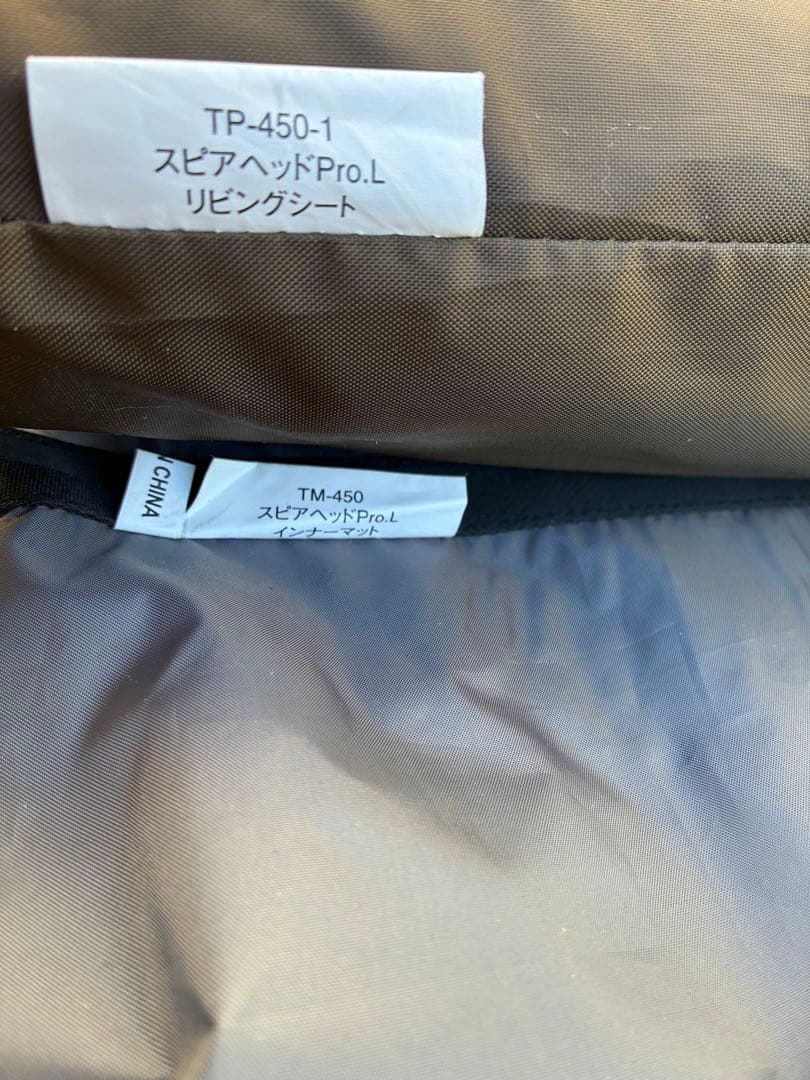 TP-450-1
スピアヘッドPro.L
リビングシート
CHINA
TM-450
スピアヘッドPro.L
インナーマット